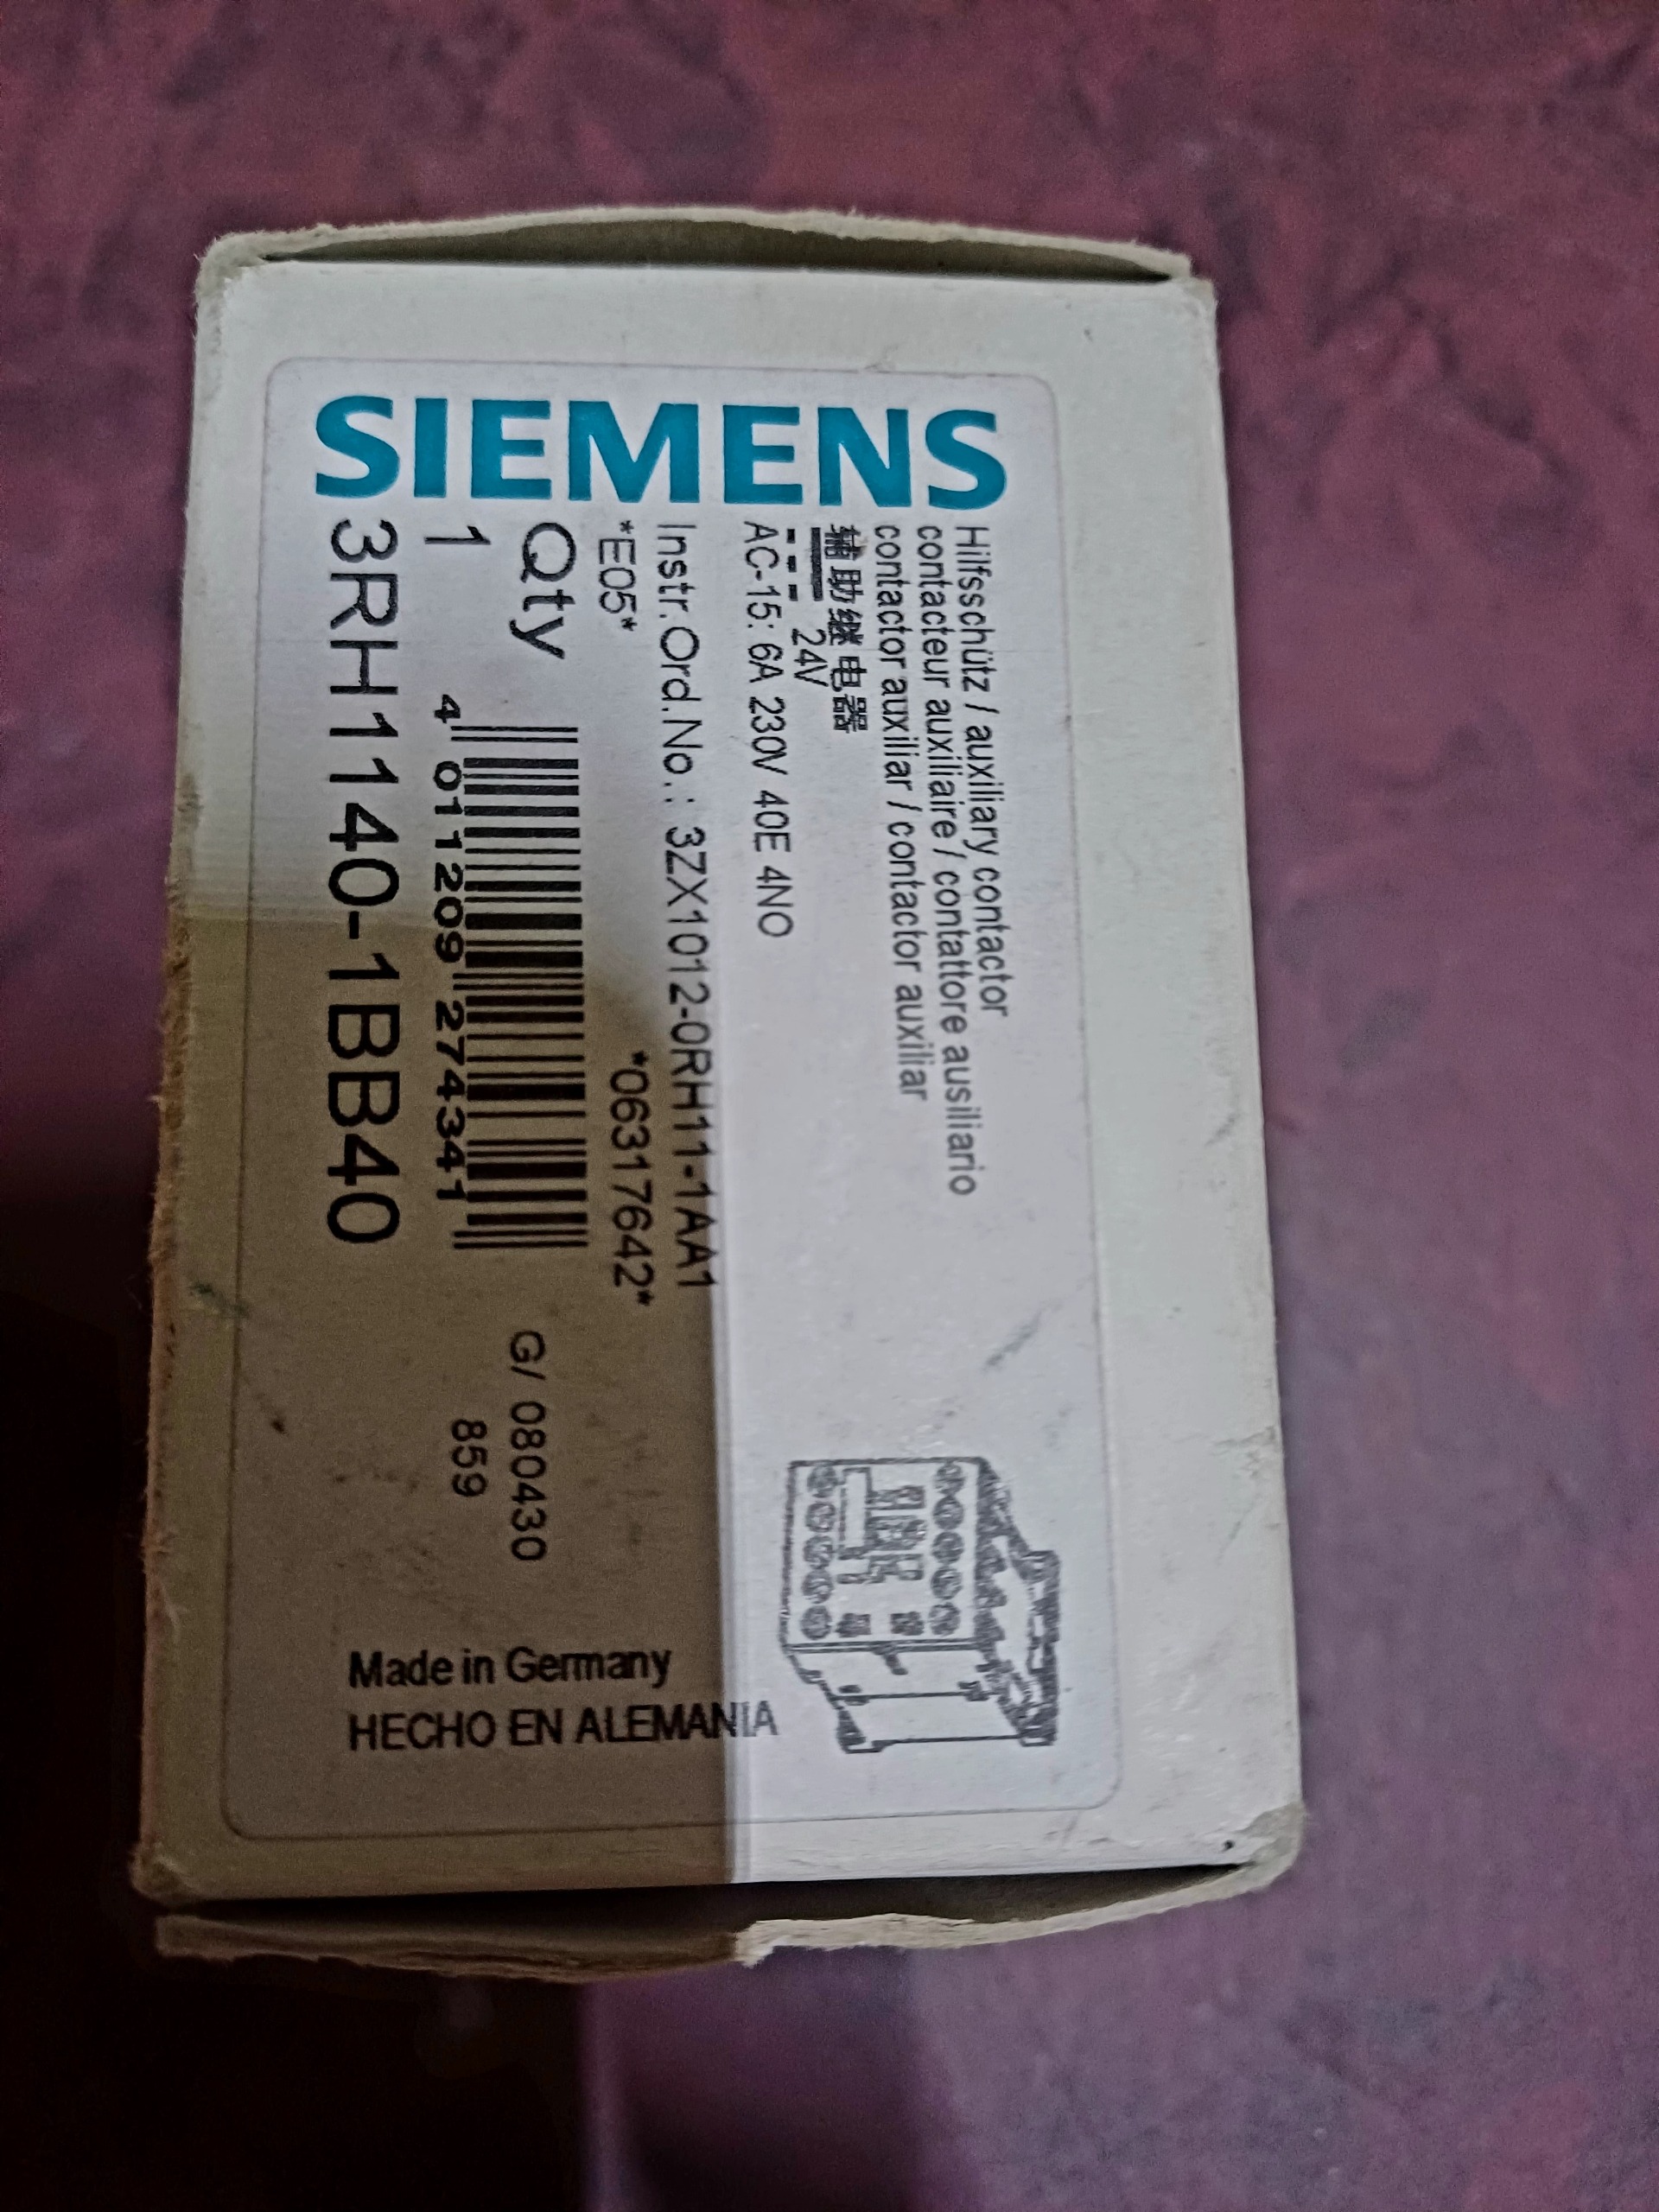 SIEMENS
Hilfsschütz / auxiliary contactor
contacteur auxiliaire / contattore ausiliario
contactor auxiliar / contactor auxiliar
辅助继电器
24V
AC-15: 6A 230V 40E 4NO
Instr.Ord.No.: 3ZX1012-0RH11-1AA1
*E05* *06317642*
Qty
1
4 011209 274341
G/ 080430
859
3RH1140-1BB40
Made in Germany
HECHO EN ALEMANIA